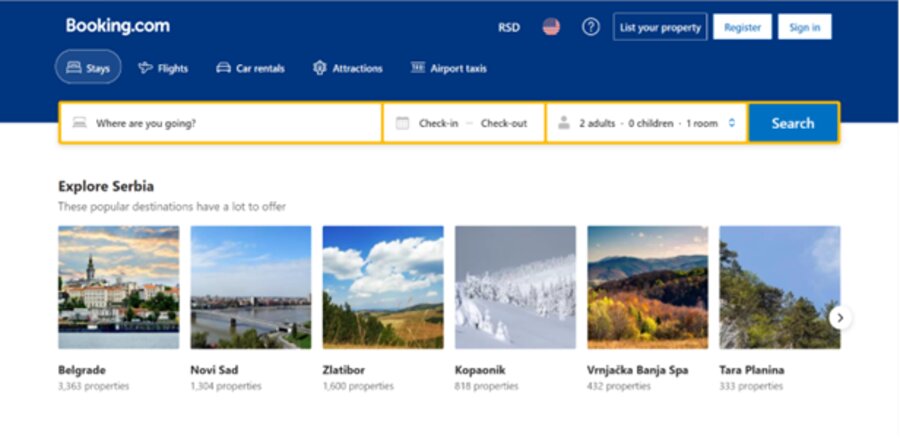 Booking.com
RSD
List your property
Register
Sign in
Stays
Flights
Car rentals
Attractions
Airport taxis
Where are you going?
Check-in — Check-out
2 adults · 0 children · 1 room
Search
Explore Serbia
These popular destinations have a lot to offer
Belgrade
3,363 properties
Novi Sad
1,304 properties
Zlatibor
1,600 properties
Kopaonik
818 properties
Vrnjačka Banja Spa
432 properties
Tara Planina
333 properties